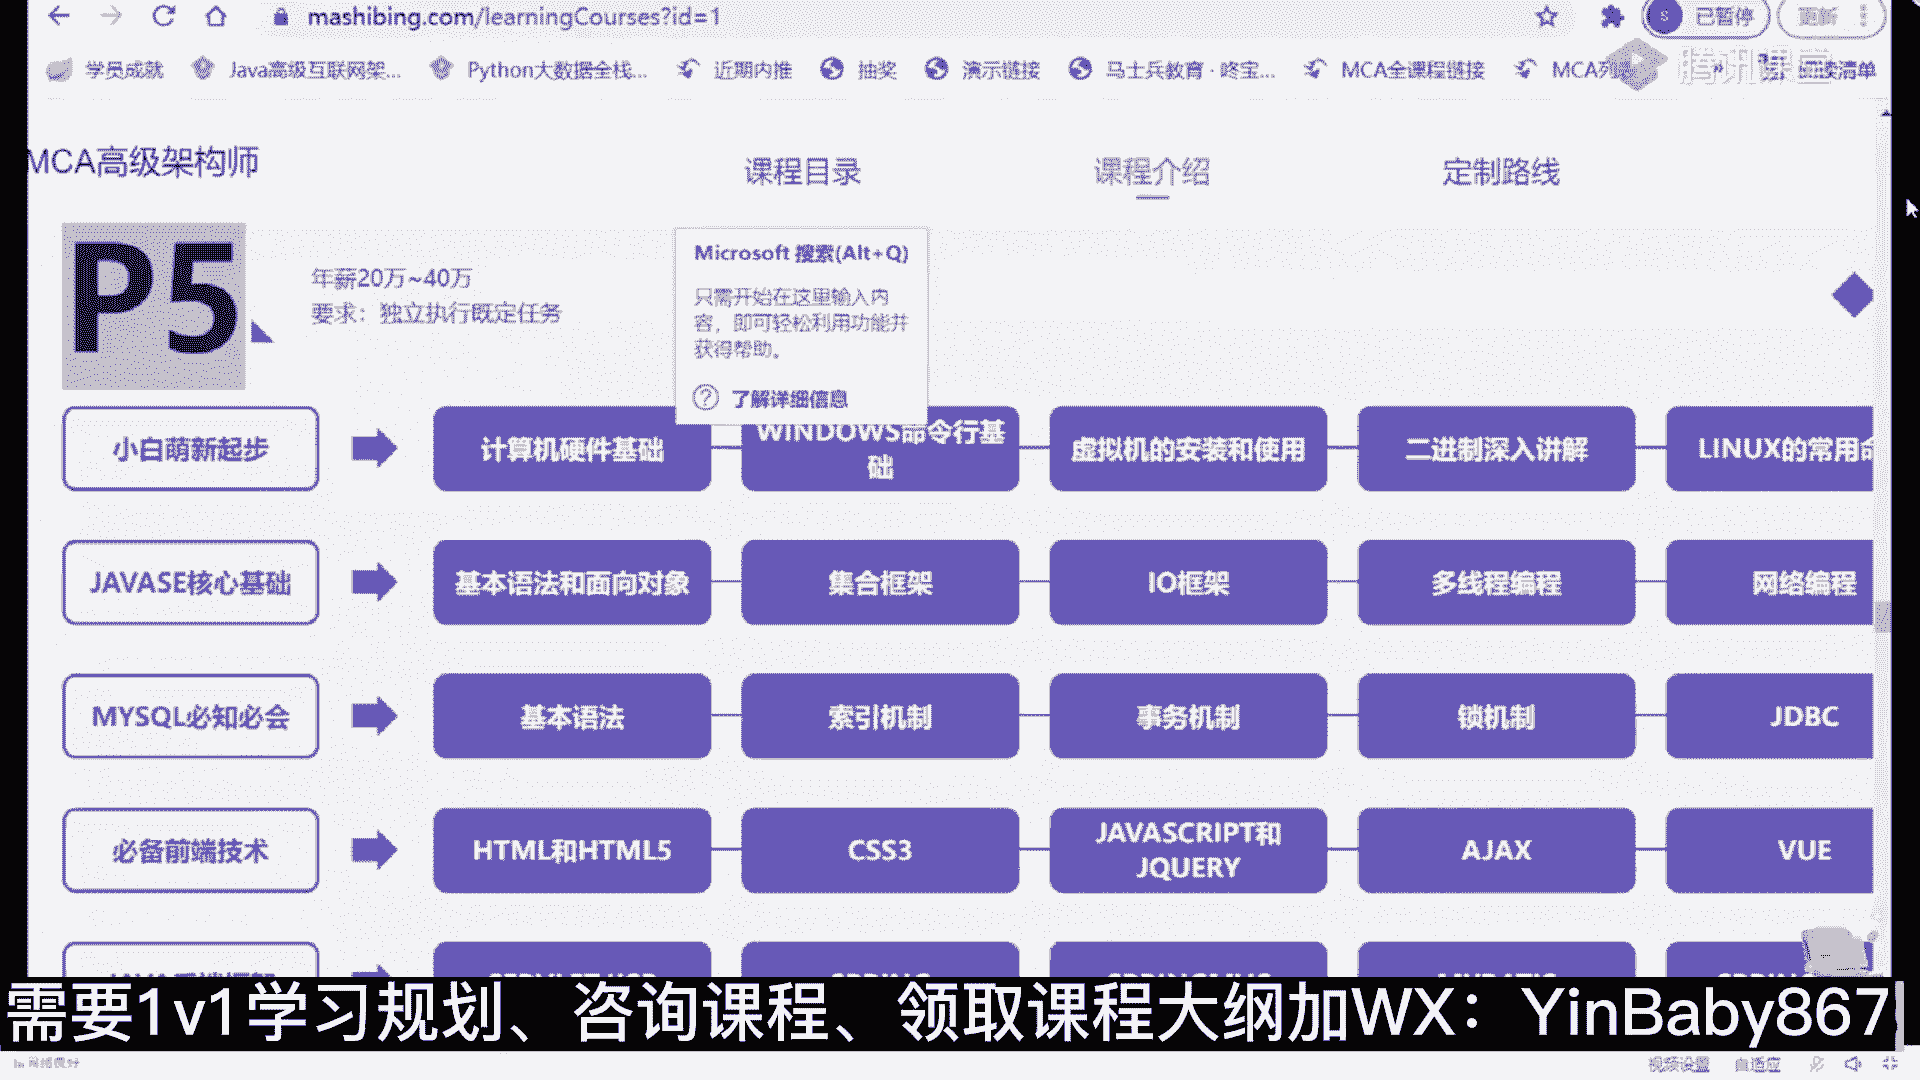 mashibing.com/learningCourses?id=1
S
已暂停
更新
学员成就
Java高级互联网架...
Python大数据全栈...
近期内推
抽奖
演示链接
马士兵教育 · 咚宝...
MCA全课程链接
»
腾讯课堂
MCA高级架构师
课程目录
课程介绍
定制路线
P5
年薪20万~40万
要求：独立执行既定任务
Microsoft 搜索(Alt+Q)
只需开始在这里输入内
容，即可轻松利用功能并
获得帮助。
? 了解详细信息
小白萌新起步
计算机硬件基础
WINDOWS命令行基
础
虚拟机的安装和使用
二进制深入讲解
LINUX的常用命
JAVASE核心基础
基本语法和面向对象
集合框架
IO框架
多线程编程
网络编程
MYSQL必知必会
基本语法
索引机制
事务机制
锁机制
JDBC
必备前端技术
HTML和HTML5
CSS3
JAVASCRIPT和
JQUERY
AJAX
VUE
需要1v1学习规划、咨询课程、领取课程大纲加WX：YinBaby867
网络良好
视频设置
自适应